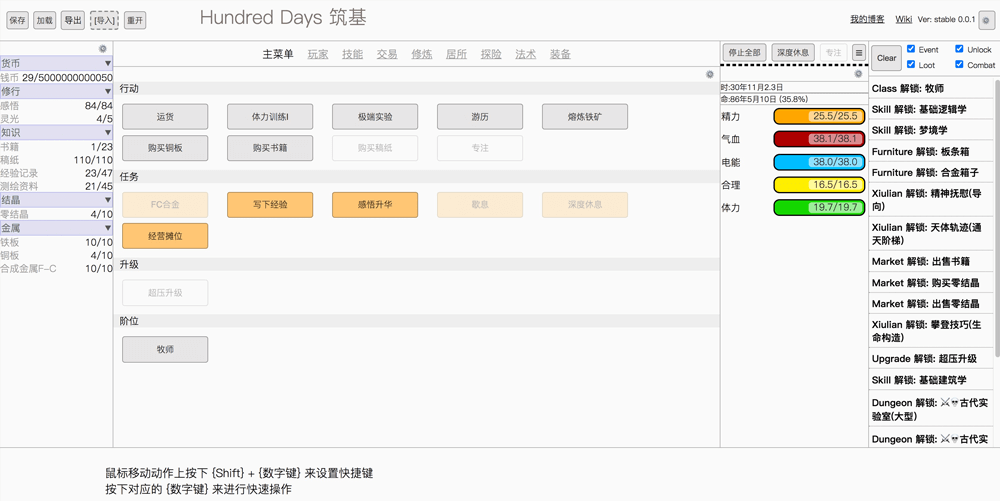 保存 加载 导出 [导入] 重开 Hundred Days 筑基 我的博客 Wiki Ver: stable 0.0.1
主菜单 玩家 技能 交易 修炼 居所 探险 法术 装备
货币
钱币 29/5000000000050
修行
感悟 84/84
灵光 4/5
知识
书籍 1/23
稿纸 110/110
经验记录 23/47
测绘资料 21/45
结晶
零结晶 4/10
金属
铁板 10/10
铜板 4/10
合成金属F-C 10/10
行动
运货 体力训练I 极端实验 游历 熔炼铁矿
购买铜板 购买书籍 购买稿纸 专注
任务
FC合金 写下经验 感悟升华 歇息 深度休息
经营摊位
升级
超压升级
阶位
牧师
停止全部 深度休息 专注
时:30年11月2.3日
命:86年5月10日 (35.8%)
精力 25.5/25.5
气血 38.1/38.1
电能 38.0/38.0
合理 16.5/16.5
体力 19.7/19.7
Clear Event Unlock
Loot Combat
Class 解锁: 牧师
Skill 解锁: 基础逻辑学
Skill 解锁: 梦境学
Furniture 解锁: 板条箱
Furniture 解锁: 合金箱子
Xiulian 解锁: 精神抚慰(导
向)
Xiulian 解锁: 天体轨迹(通
天阶梯)
Market 解锁: 出售书籍
Market 解锁: 购买零结晶
Market 解锁: 出售零结晶
Xiulian 解锁: 攀登技巧(生
命构造)
Upgrade 解锁: 超压升级
Skill 解锁: 基础建筑学
Dungeon 解锁: ⚔💀古代实
验室(大型)
Dungeon 解锁: ⚔💀古代实
鼠标移动动作上按下 {Shift} + {数字键} 来设置快捷键
按下对应的 {数字键} 来进行快速操作